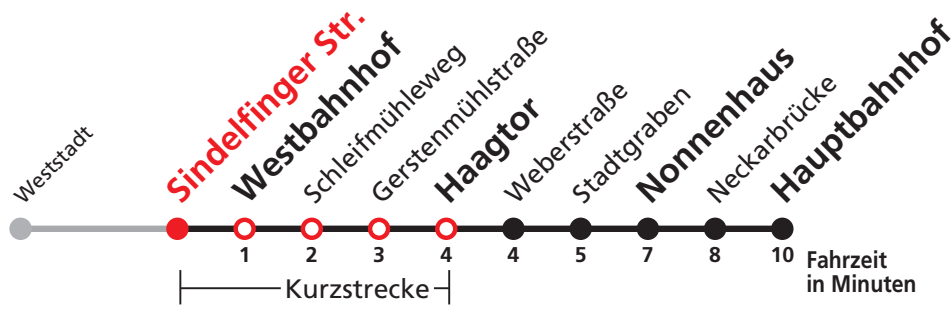 Weststadt
Sindelfinger Str.
Westbahnhof
Schleifmühleweg
Gerstenmühlstraße
Haagtor
Weberstraße
Stadtgraben
Nonnenhaus
Neckarbrücke
Hauptbahnhof
1 2 3 4 4 5 7 8 10
Fahrzeit
in Minuten
Kurzstrecke